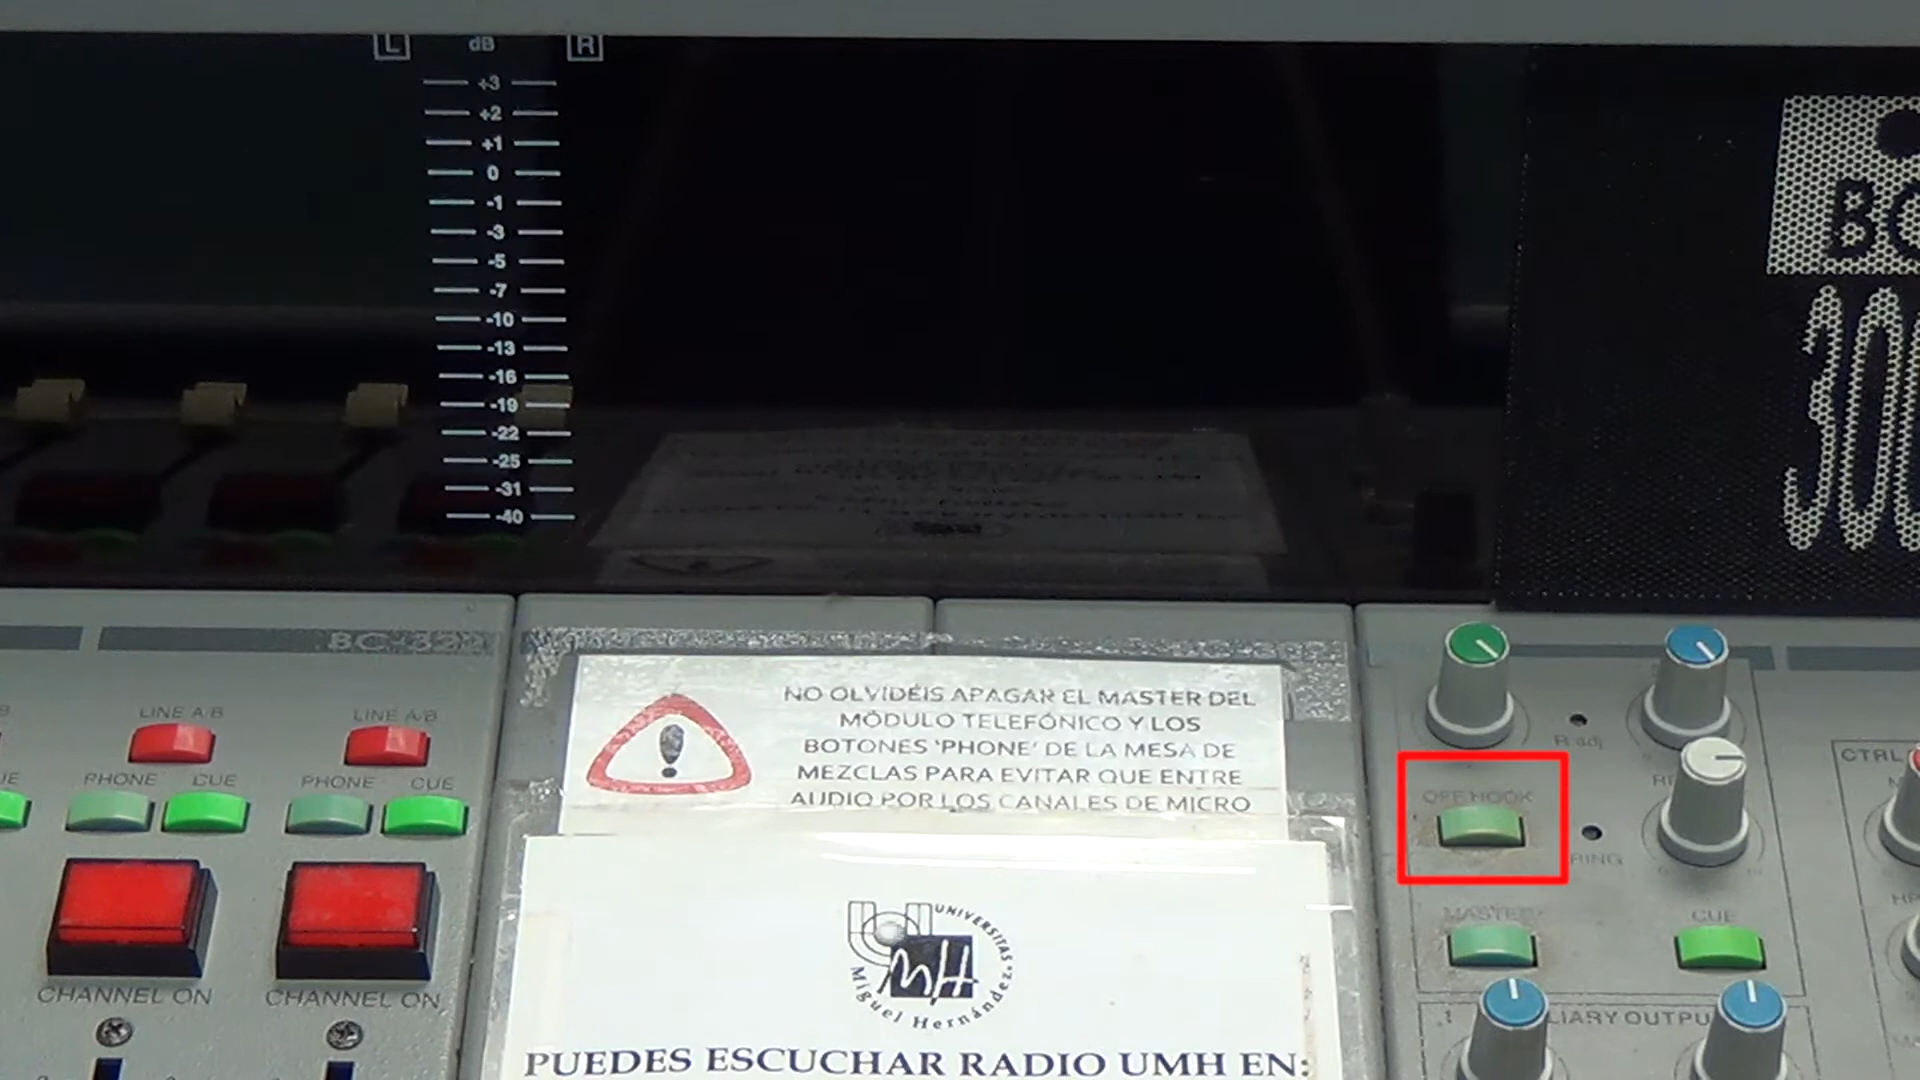 L dB R
+3
+2
+1
0
-1
-3
-5
-7
-10
-13
-16
-19
-22
-25
-31
-40
BC
300
LINE A/B
LINE A/B
PHONE CUE
PHONE CUE
CHANNEL ON
CHANNEL ON
NO OLVIDÉIS APAGAR EL MASTER DEL
MÓDULO TELEFÓNICO Y LOS
BOTONES 'PHONE' DE LA MESA DE
MEZCLAS PARA EVITAR QUE ENTRE
AUDIO POR LOS CANALES DE MICRO
UNIVERSITAS
Miguel Hernández
PUEDES ESCUCHAR RADIO UMH EN:
R adj
OFF HOOK
RING
MASTER
CUE
CTRL